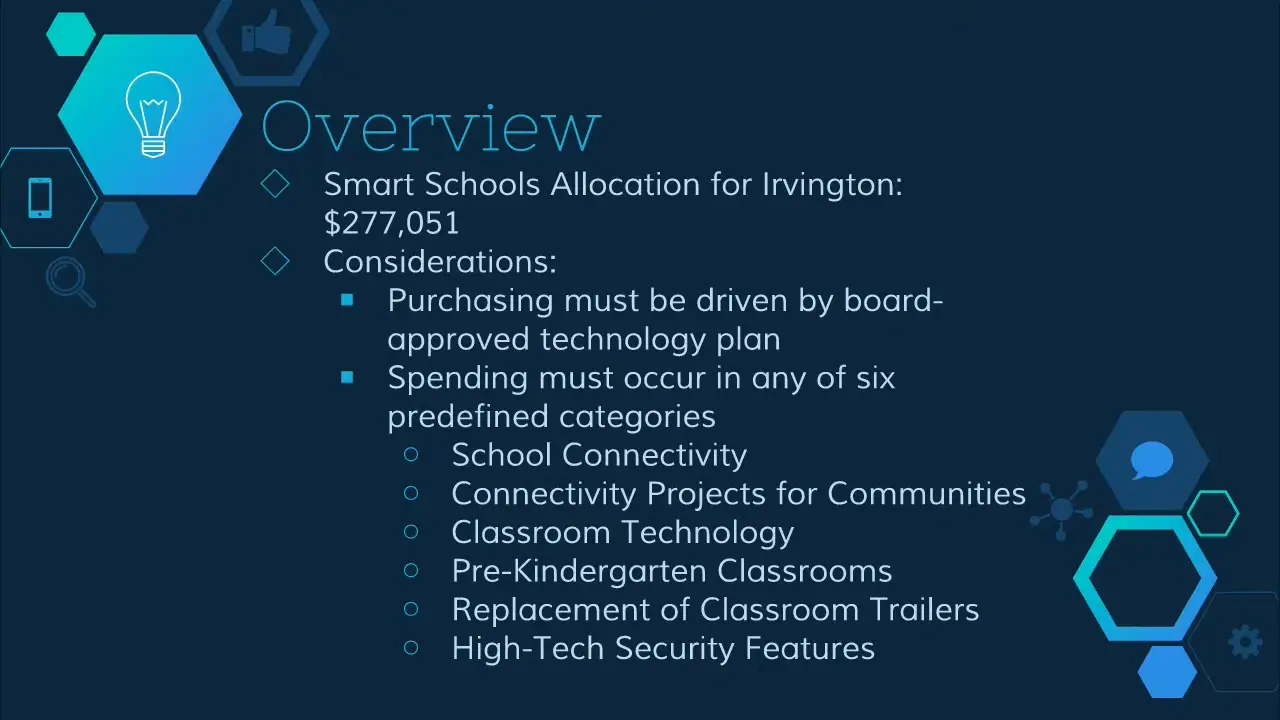 Overview
Smart Schools Allocation for Irvington:
$277,051
Considerations:
Purchasing must be driven by board-
approved technology plan
Spending must occur in any of six
predefined categories
School Connectivity
Connectivity Projects for Communities
Classroom Technology
Pre-Kindergarten Classrooms
Replacement of Classroom Trailers
High-Tech Security Features